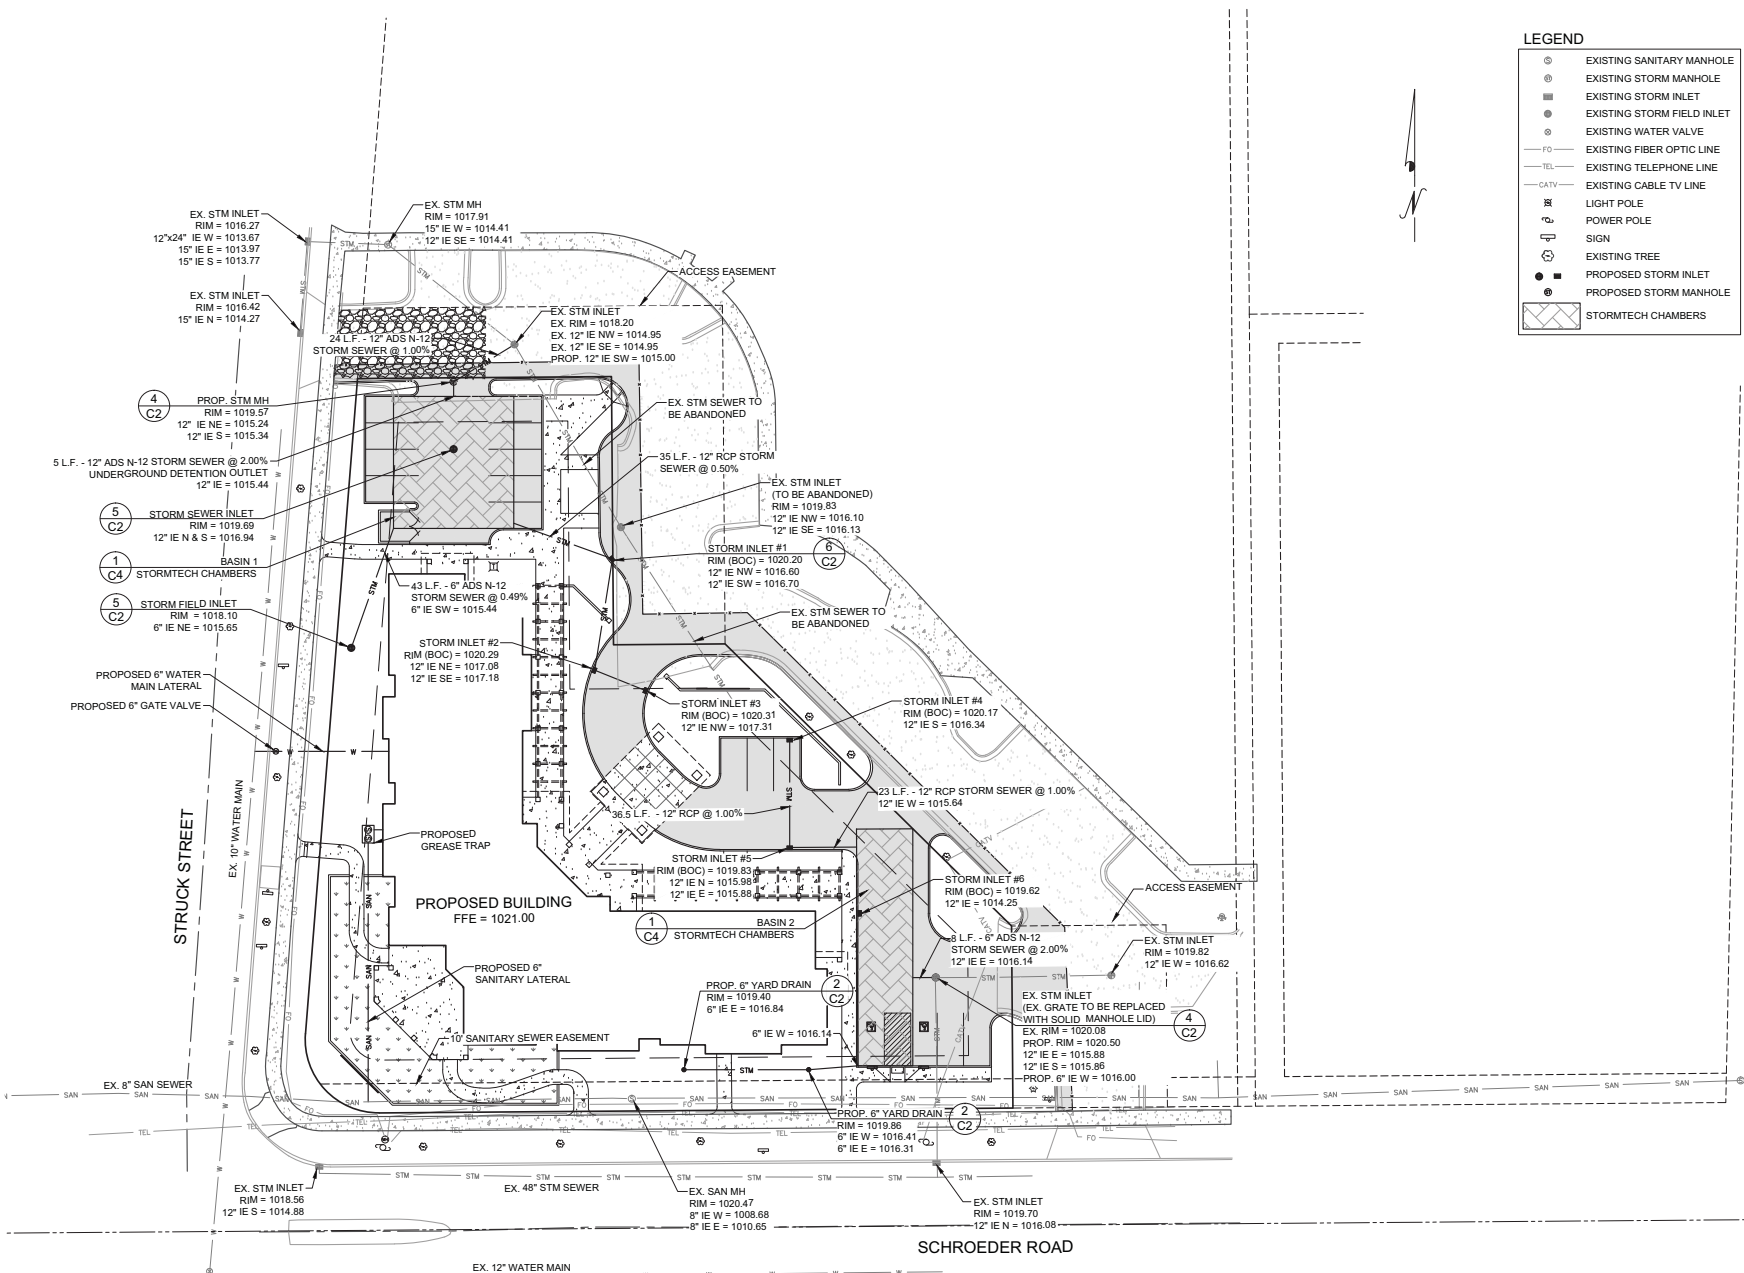 LEGEND
EXISTING SANITARY MANHOLE
EXISTING STORM MANHOLE
EXISTING STORM INLET
EXISTING STORM FIELD INLET
EXISTING WATER VALVE
FO EXISTING FIBER OPTIC LINE
TEL EXISTING TELEPHONE LINE
CATV EXISTING CABLE TV LINE
LIGHT POLE
POWER POLE
SIGN
EXISTING TREE
PROPOSED STORM INLET
PROPOSED STORM MANHOLE
STORMTECH CHAMBERS
N
EX. STM INLET
RIM = 1016.27
12"x24" IE W = 1013.67
15" IE E = 1013.97
15" IE S = 1013.77
EX. STM MH
RIM = 1017.91
15" IE W = 1014.41
12" IE SE = 1014.41
ACCESS EASEMENT
EX. STM INLET
RIM = 1016.42
15" IE N = 1014.27
24 L.F. - 12" ADS N-12
STORM SEWER @ 1.00%
EX. STM INLET
EX. RIM = 1018.20
EX. 12" IE NW = 1014.95
EX. 12" IE SE = 1014.95
PROP. 12" IE SW = 1015.00
4
C2
PROP. STM MH
RIM = 1019.57
12" IE NE = 1015.24
12" IE S = 1015.34
EX. STM SEWER TO
BE ABANDONED
5 L.F. - 12" ADS N-12 STORM SEWER @ 2.00%
UNDERGROUND DETENTION OUTLET
12" IE = 1015.44
35 L.F. - 12" RCP STORM
SEWER @ 0.50%
EX. STM INLET
(TO BE ABANDONED)
RIM = 1019.83
12" IE NW = 1016.10
12" IE SE = 1016.13
5
C2
STORM SEWER INLET
RIM = 1019.69
12" IE N & S = 1016.94
1
C4
BASIN 1
STORMTECH CHAMBERS
STORM INLET #1
RIM (BOC) = 1020.20
12" IE NW = 1016.60
12" IE SW = 1016.70
6
C2
43 L.F. - 6" ADS N-12
STORM SEWER @ 0.49%
6" IE SW = 1015.44
5
C2
STORM FIELD INLET
RIM = 1018.10
6" IE NE = 1015.65
EX. STM SEWER TO
BE ABANDONED
STORM INLET #2
RIM (BOC) = 1020.29
12" IE NE = 1017.08
12" IE SE = 1017.18
PROPOSED 6" WATER
MAIN LATERAL
PROPOSED 6" GATE VALVE
STORM INLET #3
RIM (BOC) = 1020.31
12" IE NW = 1017.31
STORM INLET #4
RIM (BOC) = 1020.17
12" IE S = 1016.34
23 L.F. - 12" RCP STORM SEWER @ 1.00%
12" IE W = 1015.64
36.5 L.F. - 12" RCP @ 1.00%
EX. 10" WATER MAIN
STRUCK STREET
PROPOSED
GREASE TRAP
STORM INLET #5
RIM (BOC) = 1019.83
12" IE N = 1015.98
12" IE E = 1015.88
STORM INLET #6
RIM (BOC) = 1019.62
12" IE = 1014.25
ACCESS EASEMENT
PROPOSED BUILDING
FFE = 1021.00
1
C4
BASIN 2
STORMTECH CHAMBERS
8 L.F. - 6" ADS N-12
STORM SEWER @ 2.00%
12" IE E = 1016.14
EX. STM INLET
RIM = 1019.82
12" IE W = 1016.62
PROPOSED 6"
SANITARY LATERAL
PROP. 6" YARD DRAIN
RIM = 1019.40
6" IE E = 1016.84
2
C2
EX. STM INLET
(EX. GRATE TO BE REPLACED
WITH SOLID MANHOLE LID)
EX. RIM = 1020.08
PROP. RIM = 1020.50
12" IE E = 1015.88
12" IE S = 1015.86
PROP. 6" IE W = 1016.00
4
C2
10' SANITARY SEWER EASEMENT
6" IE W = 1016.14
EX. 8" SAN SEWER
PROP. 6" YARD DRAIN
RIM = 1019.86
6" IE W = 1016.41
6" IE E = 1016.31
2
C2
EX. STM INLET
RIM = 1018.56
12" IE S = 1014.88
EX. 48" STM SEWER
EX. SAN MH
RIM = 1020.47
8" IE W = 1008.68
8" IE E = 1010.65
EX. STM INLET
RIM = 1019.70
12" IE N = 1016.08
SCHROEDER ROAD
EX. 12" WATER MAIN